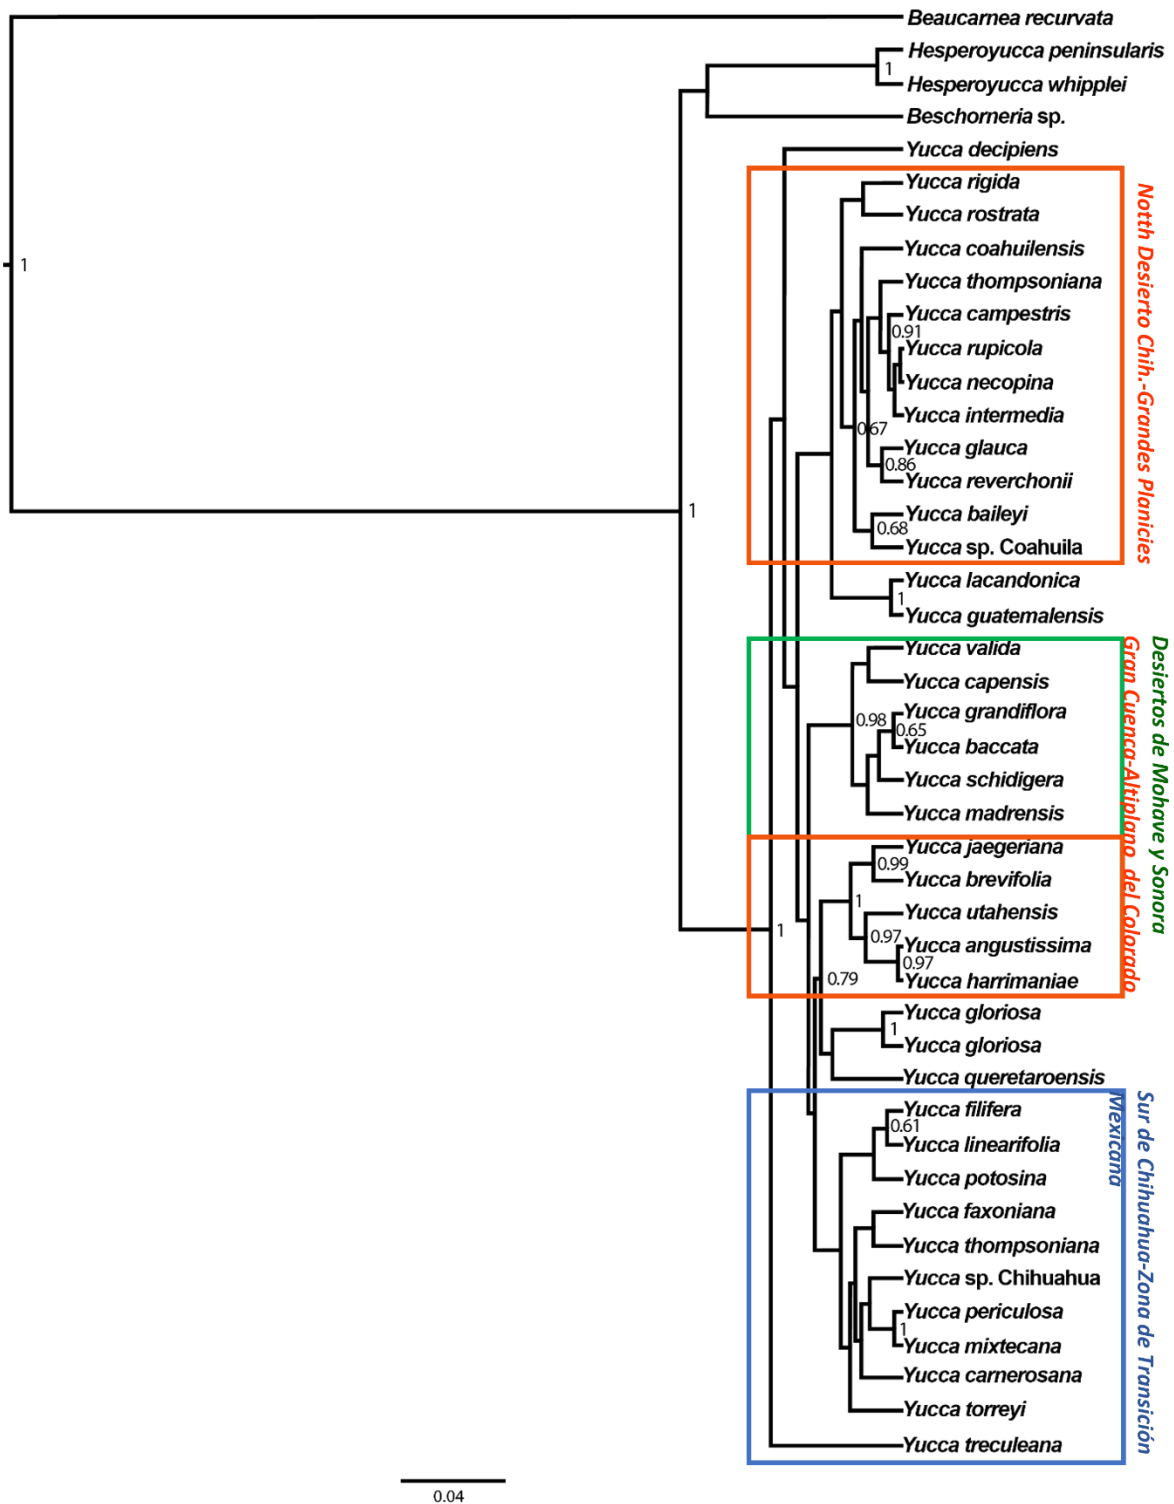 Beaucarnea recurvata
Hesperoyucca peninsularis
1
Hesperoyucca whipplei
Beschorneria sp.
Yucca decipiens
Yucca rigida
Yucca rostrata
Yucca coahuilensis
1
Yucca thompsoniana
Yucca campestris
0.91
Yucca rupicola
Yucca necopina
Yucca intermedia
0.67
Yucca glauca
0.86
Yucca reverchonii
1
Yucca baileyi
0.68
Yucca sp. Coahuila
Notth Desierto Chih.-Grandes Planicies
Yucca lacandonica
1
Yucca guatemalensis
Yucca valida
Yucca capensis
Yucca grandiflora
0.98
0.65
Yucca baccata
Yucca schidigera
Yucca madrensis
Desiertos de Mohave y Sonora
Gran Cuenca-Altiplano del Colorado
Yucca jaegeriana
0.99
Yucca brevifolia
1
Yucca utahensis
1
0.97
Yucca angustissima
0.97
0.79
Yucca harrimaniae
Yucca gloriosa
1
Yucca gloriosa
Yucca queretaroensis
Yucca filifera
0.61
Yucca linearifolia
Yucca potosina
Yucca faxoniana
Yucca thompsoniana
Yucca sp. Chihuahua
Yucca periculosa
1
Yucca mixtecana
Yucca carnerosana
Yucca torreyi
Yucca treculeana
Sur de Chihuahua-Zona de Transición
Mexicana
0.04